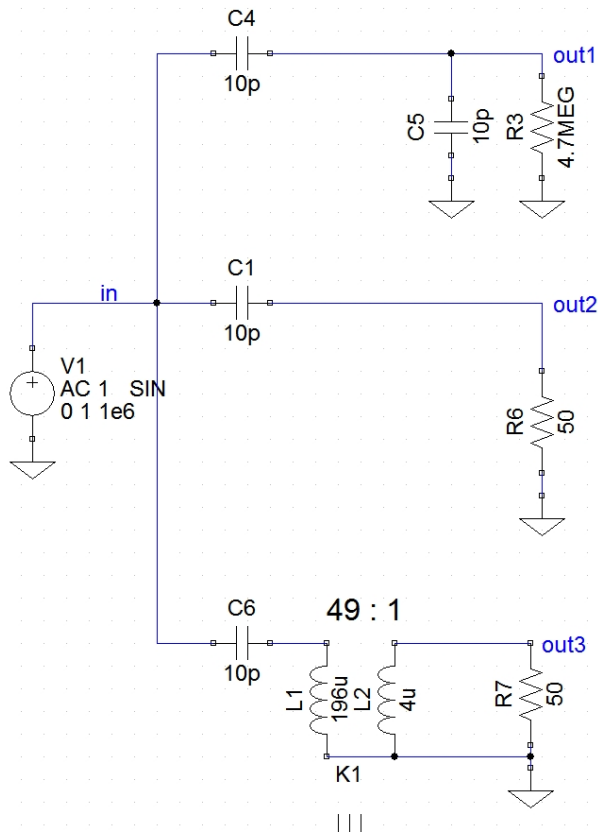 C4
10p
out1
C5
10p
R3
4.7MEG
C1
10p
in
out2
V1
AC 1 SIN
0 1 1e6
R6
50
49 : 1
C6
10p
out3
L1
196u
L2
4u
R7
50
K1